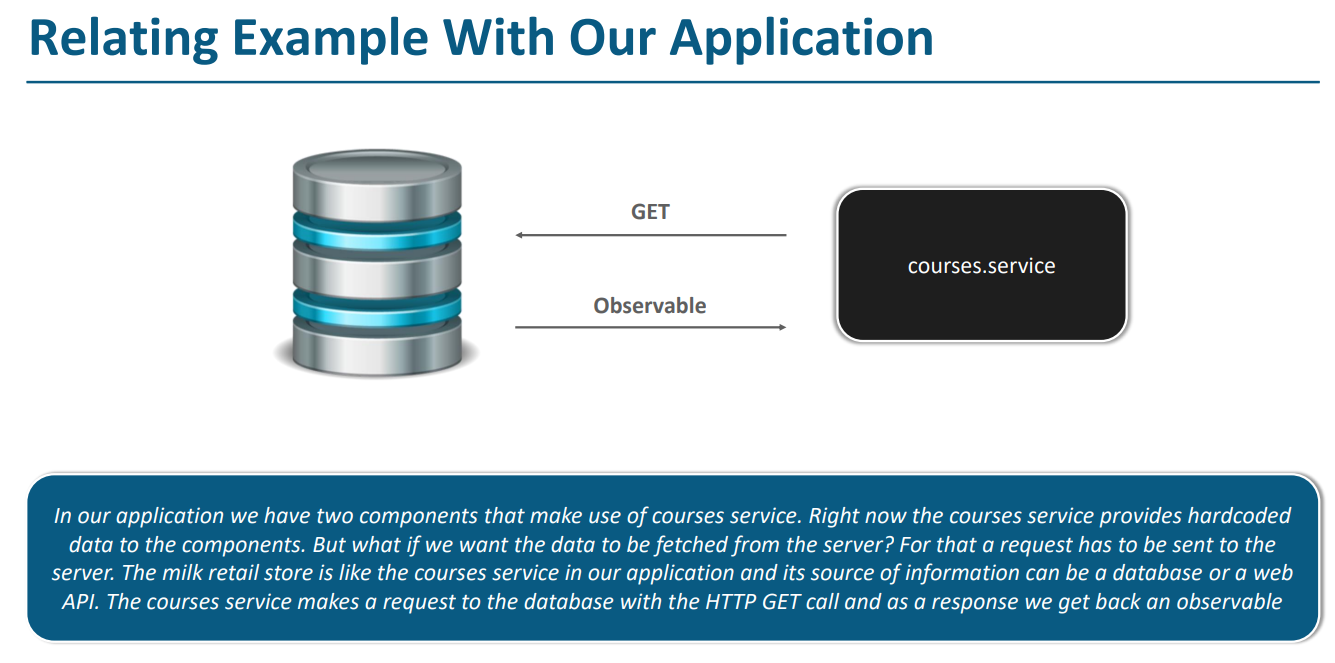 Relating Example With Our Application
GET
courses.service
Observable
In our application we have two components that make use of courses service. Right now the courses service provides hardcoded
data to the components. But what if we want the data to be fetched from the server? For that a request has to be sent to the
server. The milk retail store is like the courses service in our application and its source of information can be a database or a web
API. The courses service makes a request to the database with the HTTP GET call and as a response we get back an observable